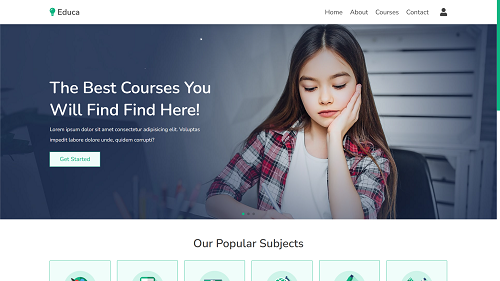 Educa
Home About Courses Contact
The Best Courses You
Will Find Find Here!
Lorem ipsum dolor sit amet consectetur adipisicing elit. Voluptas
impedit labore dolore unde, quidem corrupti?
Get Started
Our Popular Subjects